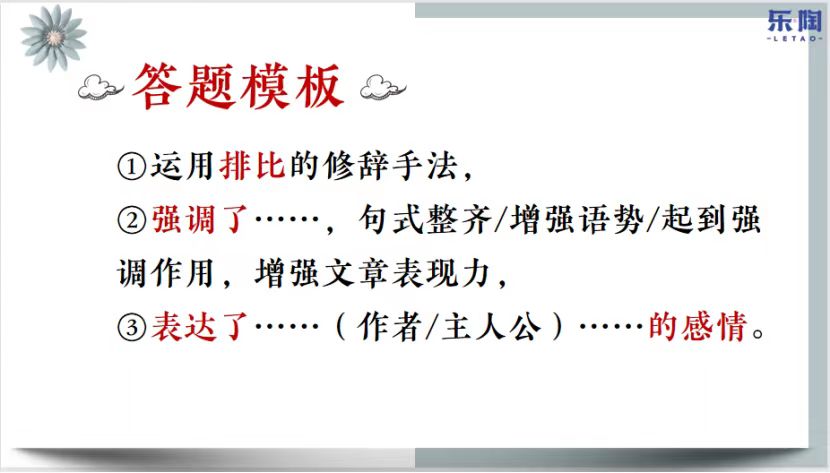 乐陶
-LETAO-
答题模板
①运用排比的修辞手法，
②强调了……，句式整齐/增强语势/起到强
调作用，增强文章表现力，
③表达了……（作者/主人公）……的感情。